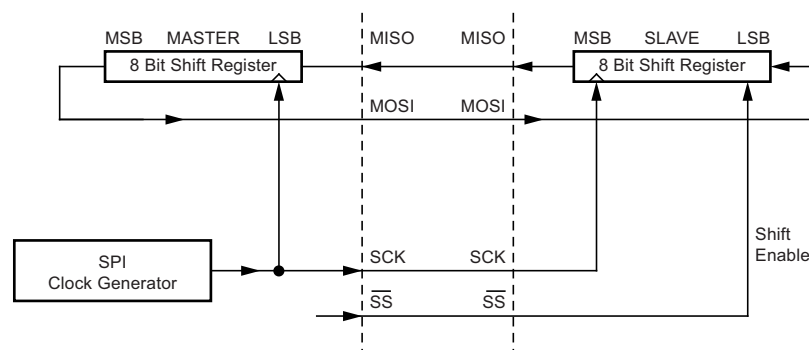 MSB MASTER LSB MISO MISO MSB SLAVE LSB
8 Bit Shift Register 8 Bit Shift Register
MOSI MOSI
Shift
Enable
SPI
Clock Generator
SCK SCK
SS SS